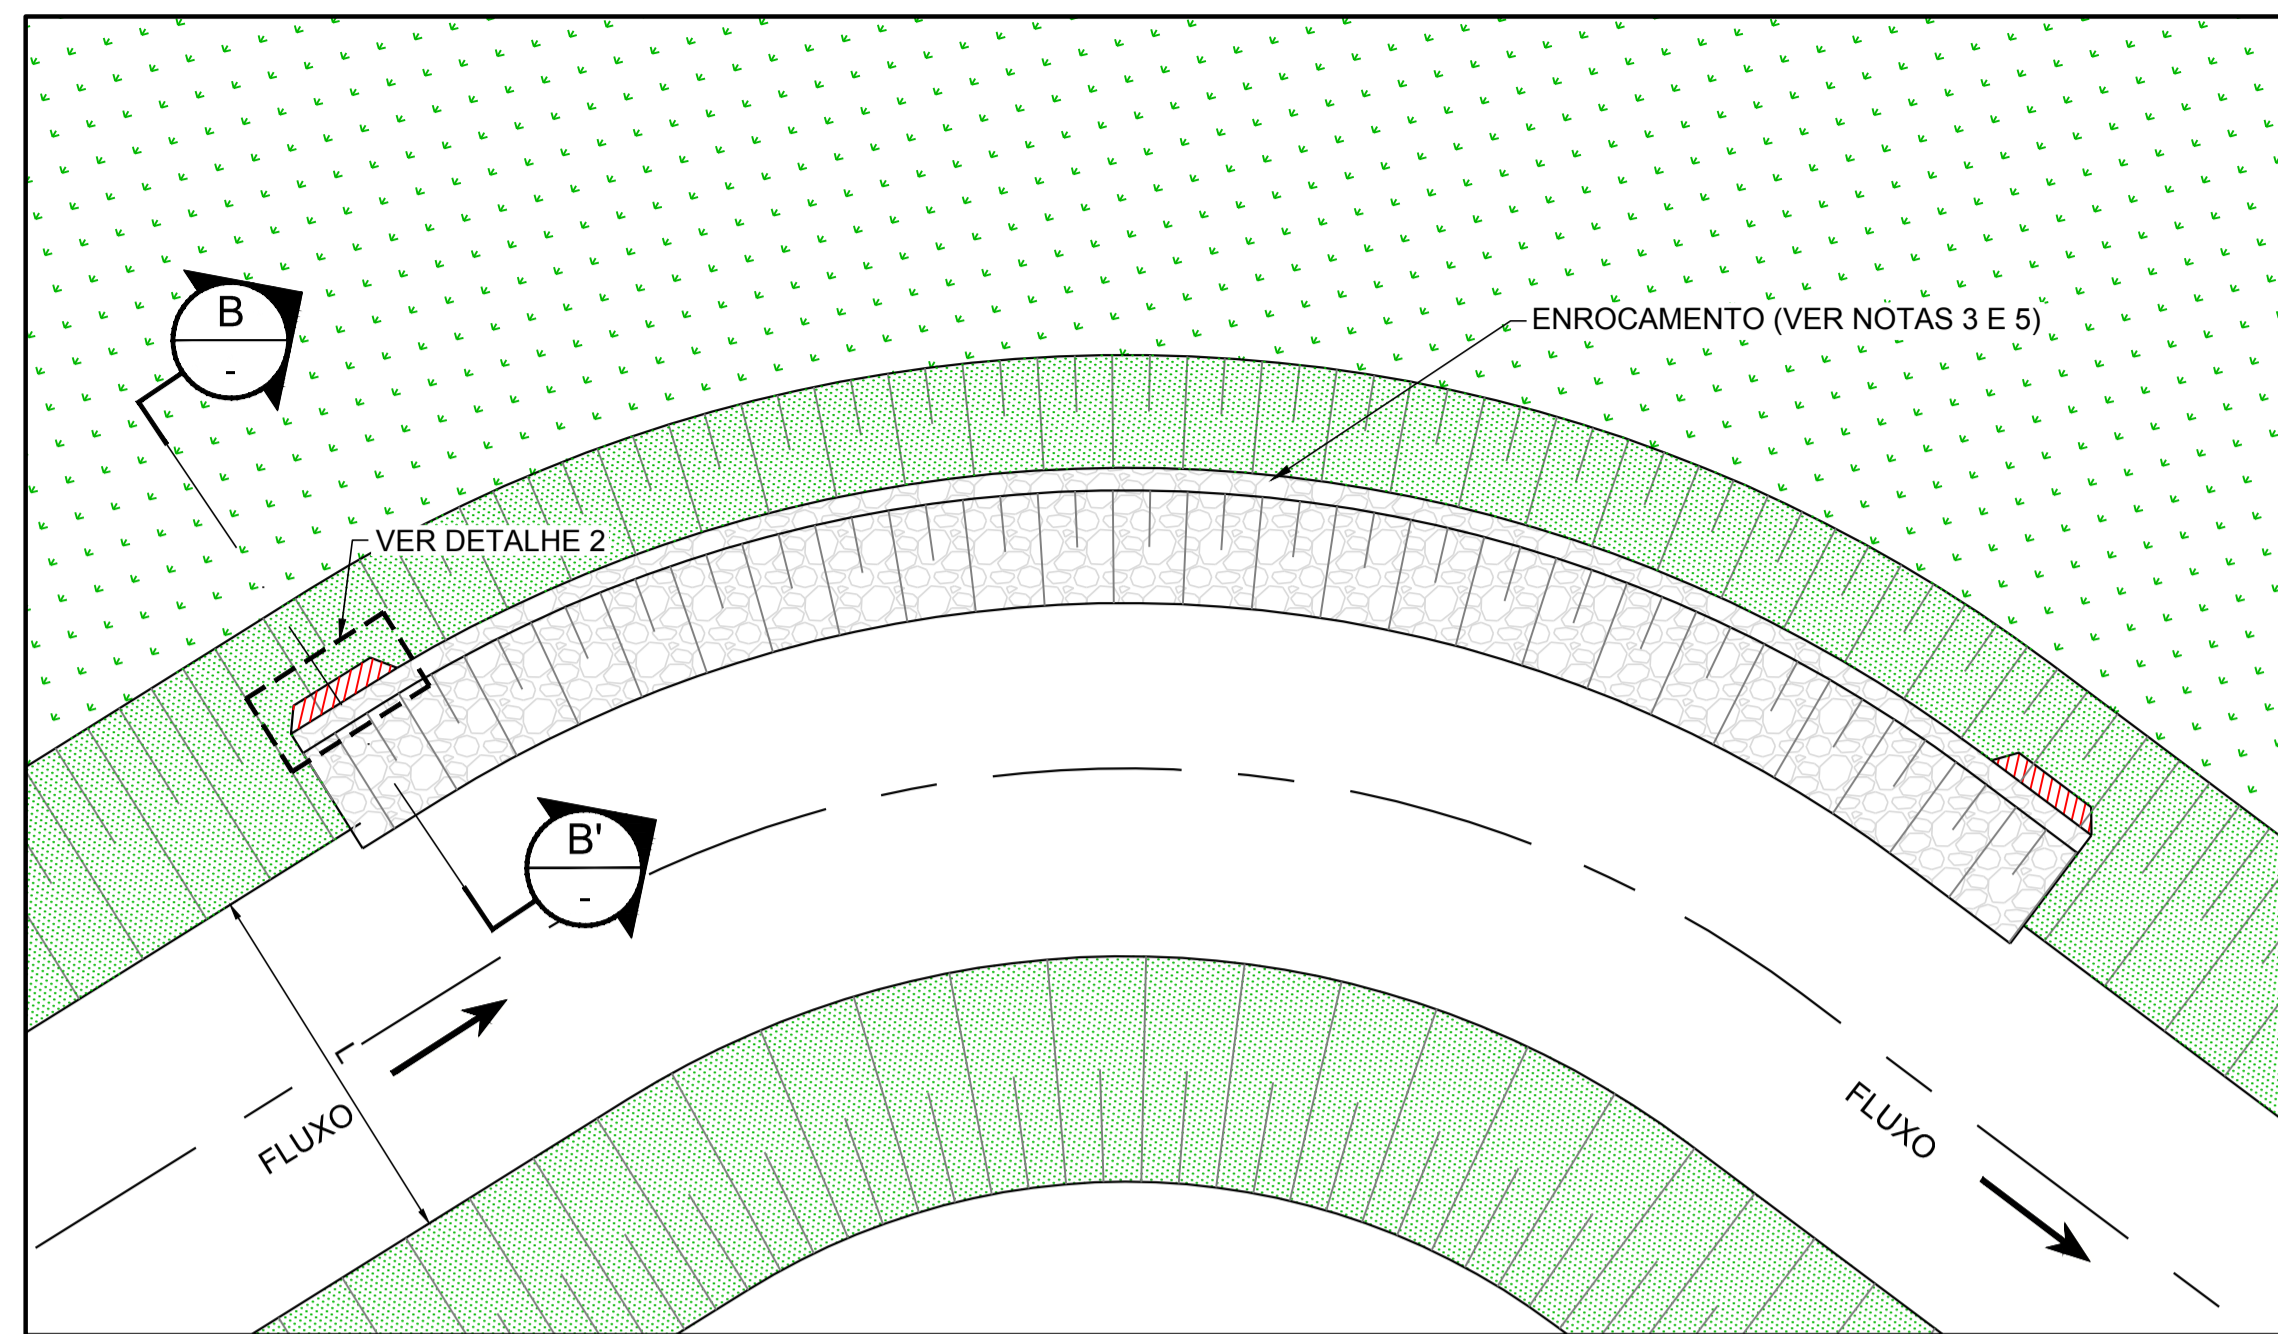 B
-
ENROCAMENTO (VER NOTAS 3 E 5)
VER DETALHE 2
B'
-
FLUXO
FLUXO